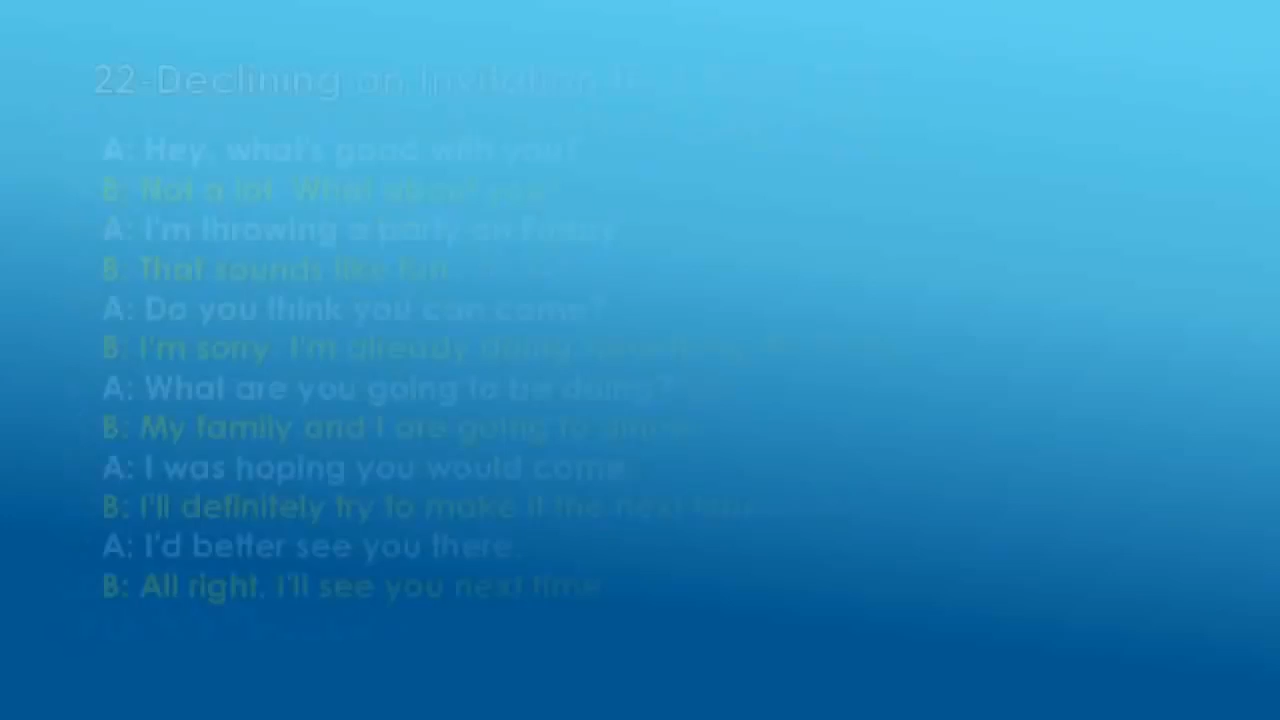 22-Declining an Invitation
A: Hey, what's good with you?
B: Not a lot. What about you?
A: I'm throwing a party on Friday.
B: That sounds like fun.
A: Do you think you can come?
B: I'm sorry. I'm already doing
A: What are you going to be doing?
B: My family and I are going to dinner.
A: I was hoping you would come.
B: I'll definitely try to make it the next time.
A: I'd better see you there.
B: All right. I'll see you next time.